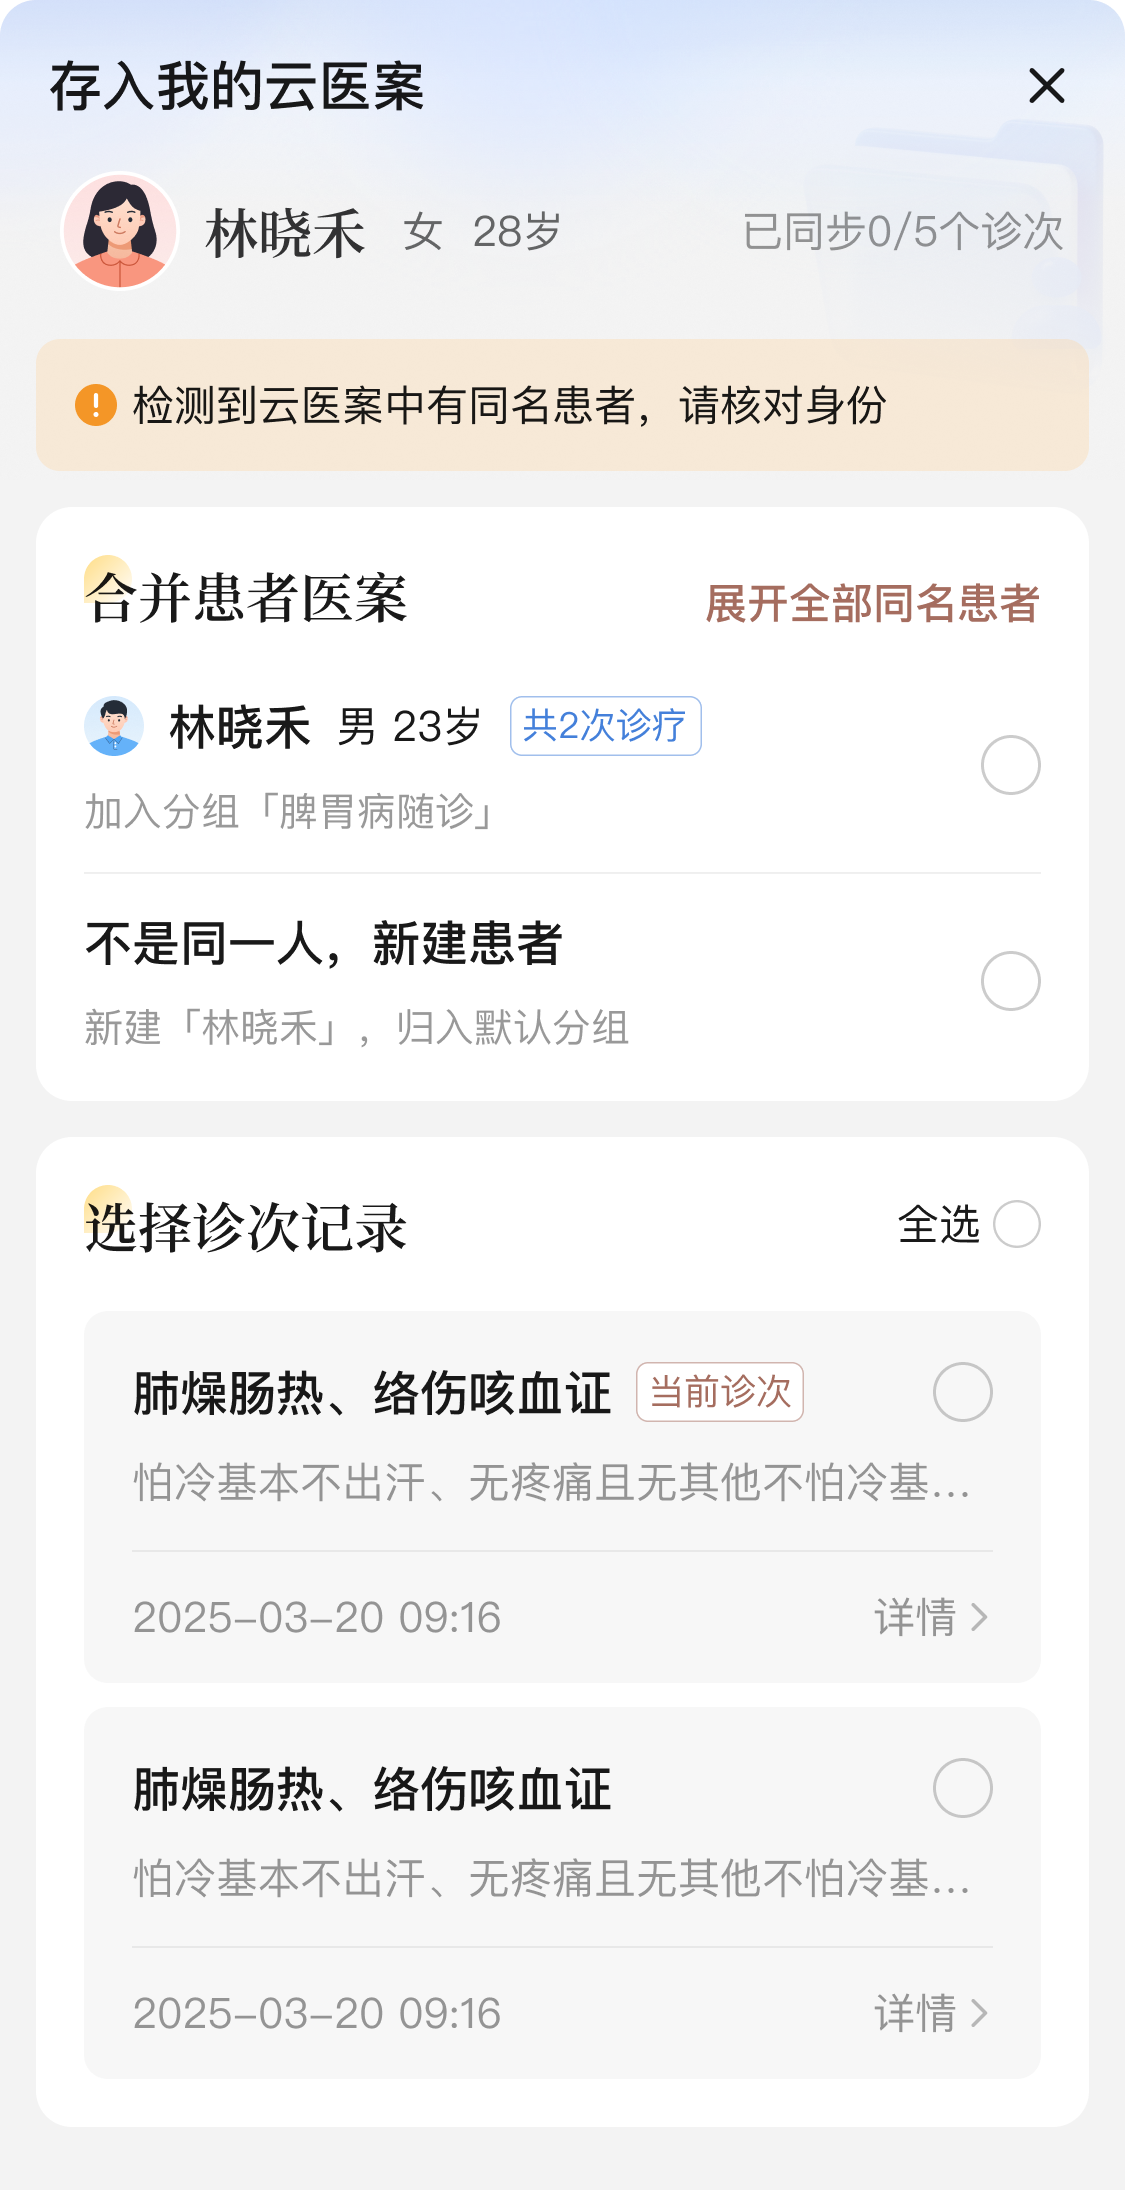 存入我的云医案
林晓禾 女 28岁 已同步0/5个诊次
检测到云医案中有同名患者，请核对身份
合并患者医案 展开全部同名患者
林晓禾 男 23岁 共2次诊疗
加入分组「脾胃病随诊」
不是同一人，新建患者
新建「林晓禾」，归入默认分组
选择诊次记录 全选
肺燥肠热、络伤咳血证 当前诊次
怕冷基本不出汗、无疼痛且无其他不怕冷基...
2025-03-20 09:16 详情
肺燥肠热、络伤咳血证
怕冷基本不出汗、无疼痛且无其他不怕冷基...
2025-03-20 09:16 详情